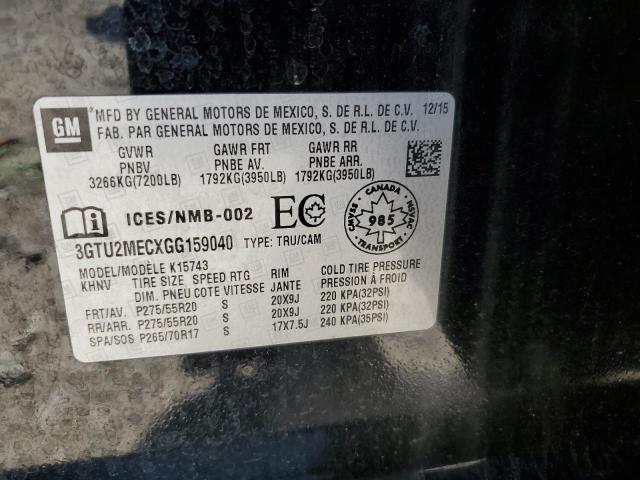 GM
*MFD BY GENERAL MOTORS DE MEXICO, S. DE R.L. DE C.V. 12/15
FAB. PAR GENERAL MOTORS DE MEXICO, S. DE R.L. DE C.V.
GVWR GAWR FRT GAWR RR
PNBV PNBE AV. PNBE ARR.
3266KG(7200LB) 1792KG(3950LB) 1792KG(3950LB)
ICES/NMB-002 EC
CANADA
CMVSS 985 NSVAC
TRANSPORT
3GTU2MECXGG159040 TYPE: TRU/CAM
MODEL/MODÈLE K15743
KHNV TIRE SIZE SPEED RTG RIM COLD TIRE PRESSURE
DIM. PNEU COTE VITESSE JANTE PRESSION À FROID
FRT/AV. P275/55R20 S 20X9J 220 KPA(32PSI)
RR/ARR. P275/55R20 S 20X9J 220 KPA(32PSI)
SPA/SOS P265/70R17 S 17X7.5J 240 KPA(35PSI)